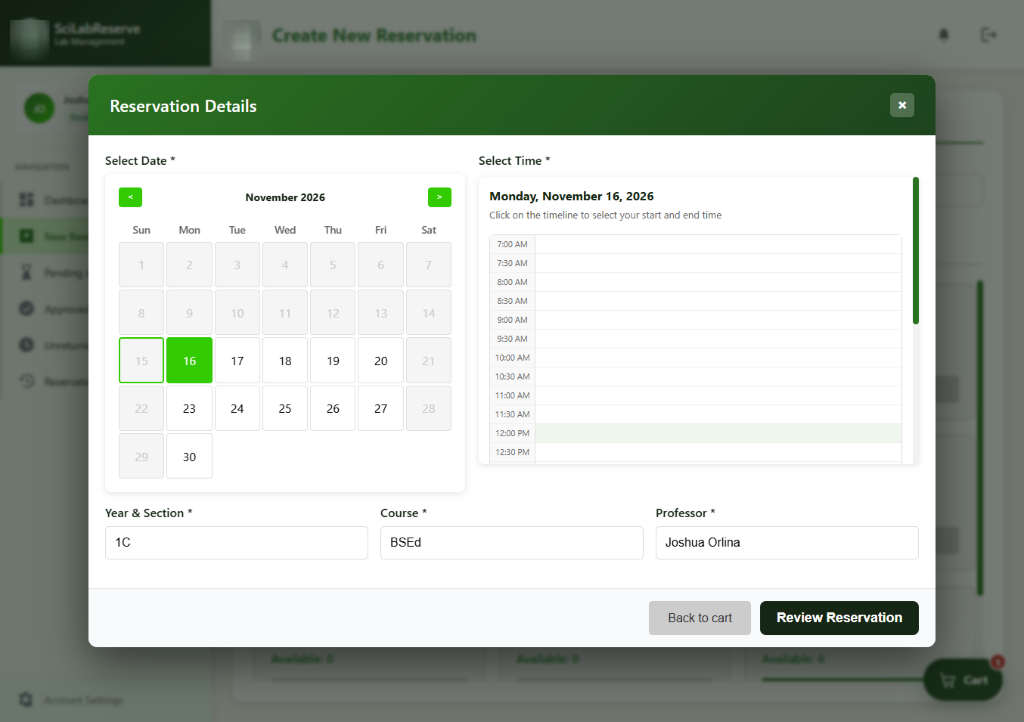 SciLabReserve
Lab Management
Create New Reservation
JO
NAVIGATION
Reservation Details
×
Select Date *
<
November 2026
>
Sun Mon Tue Wed Thu Fri Sat
1 2 3 4 5 6 7
8 9 10 11 12 13 14
15 16 17 18 19 20 21
22 23 24 25 26 27 28
29 30
Select Time *
Monday, November 16, 2026
Click on the timeline to select your start and end time
7:00 AM
7:30 AM
8:00 AM
8:30 AM
9:00 AM
9:30 AM
10:00 AM
10:30 AM
11:00 AM
11:30 AM
12:00 PM
12:30 PM
Year & Section *
1C
Course *
BSEd
Professor *
Joshua Orlina
Back to cart
Review Reservation
Available: 0
Available: 0
Available: 6
Cart
Account Settings